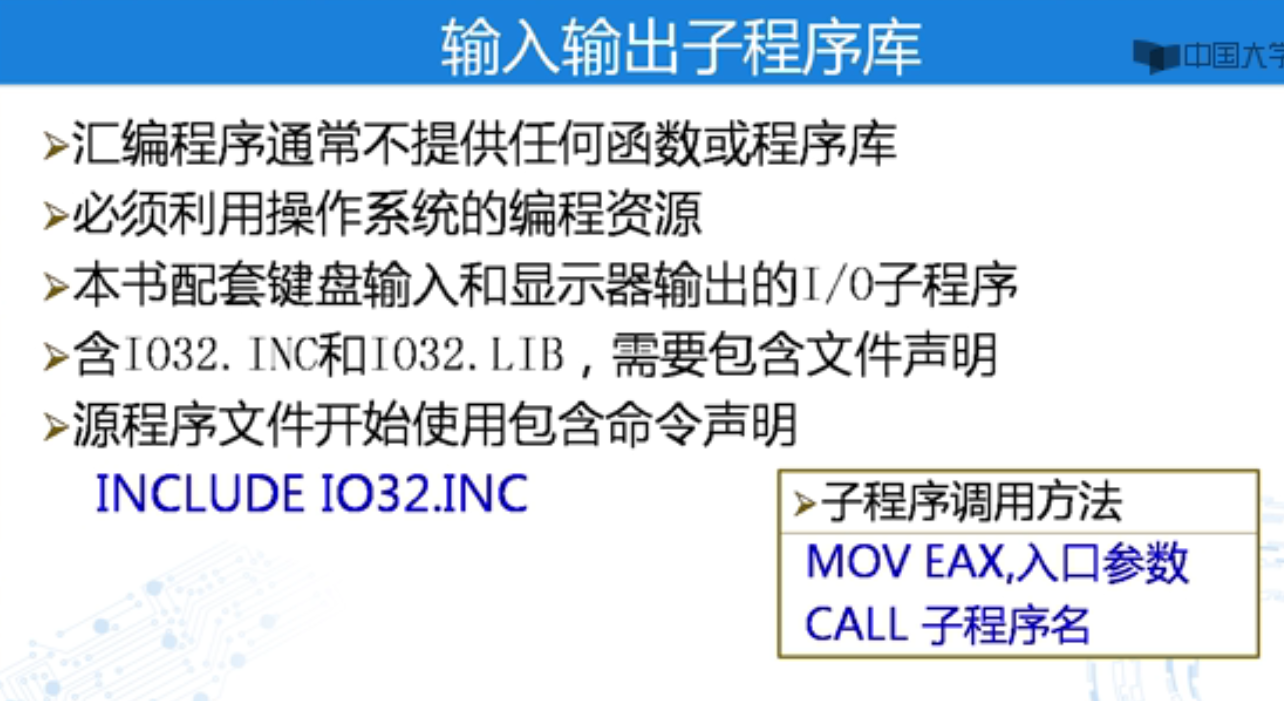 输入输出子程序库
中国大学
➢汇编程序通常不提供任何函数或程序库
➢必须利用操作系统的编程资源
➢本书配套键盘输入和显示器输出的I/O子程序
➢含IO32.INC和IO32.LIB，需要包含文件声明
➢源程序文件开始使用包含命令声明
INCLUDE IO32.INC
➢子程序调用方法
MOV EAX,入口参数
CALL 子程序名